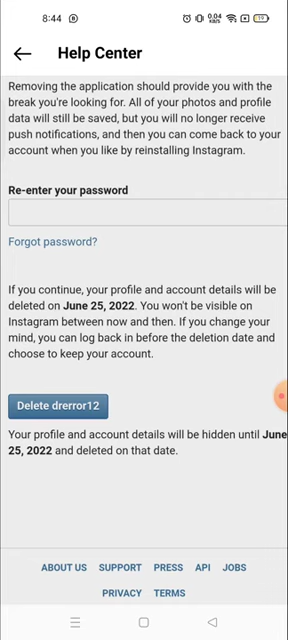 8:44 0.04 KB/S 19
Help Center
Removing the application should provide you with the
break you're looking for. All of your photos and profile
data will still be saved, but you will no longer receive
push notifications, and then you can come back to your
account when you like by reinstalling Instagram.
Re-enter your password
Forgot password?
If you continue, your profile and account details will be
deleted on June 25, 2022. You won't be visible on
Instagram between now and then. If you change your
mind, you can log back in before the deletion date and
choose to keep your account.
Delete drerror12
Your profile and account details will be hidden until June
25, 2022 and deleted on that date.
ABOUT US SUPPORT PRESS API JOBS
PRIVACY TERMS